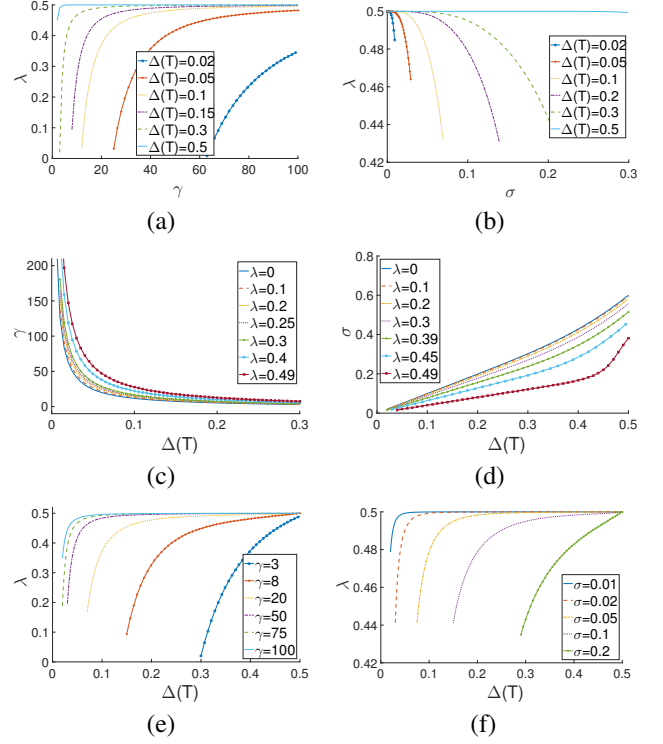 0.5
0.4
0.3
0.2
0.1
0
λ
Δ(T)=0.02
Δ(T)=0.05
Δ(T)=0.1
Δ(T)=0.15
Δ(T)=0.3
Δ(T)=0.5
0 20 40 60 80 100
γ
(a)
0.5
0.48
0.46
0.44
0.42
λ
Δ(T)=0.02
Δ(T)=0.05
Δ(T)=0.1
Δ(T)=0.2
Δ(T)=0.3
Δ(T)=0.5
0 0.1 0.2 0.3
σ
(b)
200
150
100
50
0
γ
λ=0
λ=0.1
λ=0.2
λ=0.25
λ=0.3
λ=0.4
λ=0.49
0.1 0.2 0.3
Δ(T)
(c)
0.8
0.6
0.4
0.2
0
σ
λ=0
λ=0.1
λ=0.2
λ=0.3
λ=0.39
λ=0.45
λ=0.49
0 0.1 0.2 0.3 0.4 0.5
Δ(T)
(d)
0.5
0.4
0.3
0.2
0.1
0
λ
γ=3
γ=8
γ=20
γ=50
γ=75
γ=100
0 0.1 0.2 0.3 0.4 0.5
Δ(T)
(e)
0.5
0.48
0.46
0.44
0.42
λ
σ=0.01
σ=0.02
σ=0.05
σ=0.1
σ=0.2
0 0.1 0.2 0.3 0.4 0.5
Δ(T)
(f)